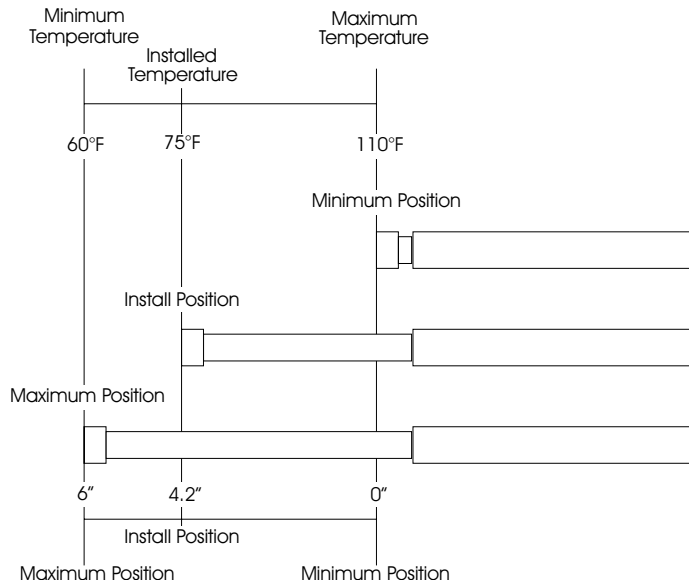 Minimum
Temperature
Maximum
Temperature
Installed
Temperature
60°F
75°F
110°F
Minimum Position
Install Position
Maximum Position
6″
4.2″
0″
Install Position
Maximum Position
Minimum Position